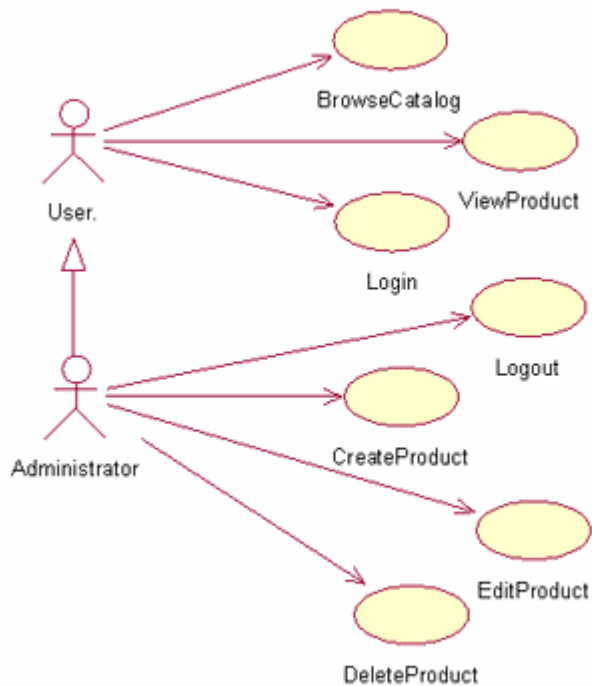 BrowseCatalog
ViewProduct
User.
Login
Logout
CreateProduct
Administrator
EditProduct
DeleteProduct